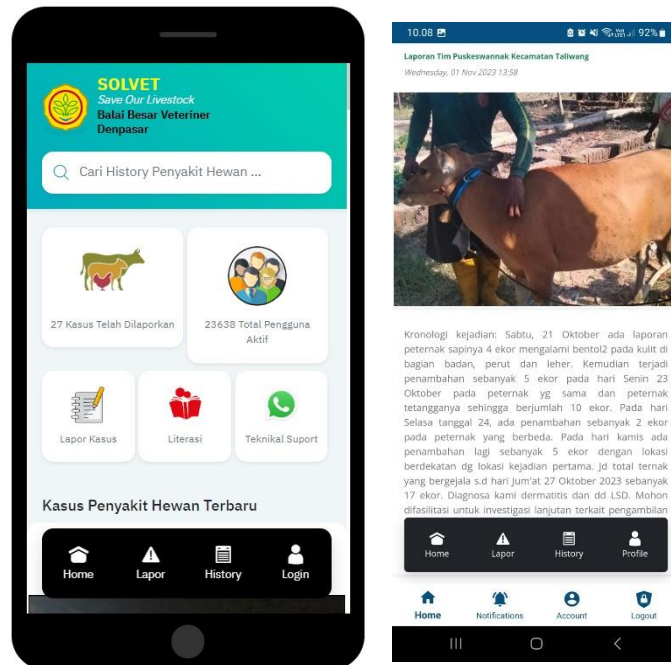 SOLVET
Save Our Livestock
Balai Besar Veteriner
Denpasar
Cari History Penyakit Hewan ...
27 Kasus Telah Dilaporkan
23638 Total Pengguna
Aktif
Lapor Kasus
Literasi
Teknikal Suport
Kasus Penyakit Hewan Terbaru
Home
Lapor
History
Login
10.08
92%
Laporan Tim Puskeswannak Kecamatan Taliwang
Wednesday, 01 Nov 2023 13:58
Kronologi kejadian: Sabtu, 21 Oktober ada laporan
peternak sapinya 4 ekor mengalami bentol2 pada kulit di
bagian badan, perut dan leher. Kemudian terjadi
penambahan sebanyak 5 ekor pada hari Senin 23
Oktober pada peternak yg sama dan peternak
tetangganya sehingga berjumlah 10 ekor. Pada hari
Selasa tanggal 24, ada penambahan sebanyak 2 ekor
pada peternak yang berbeda. Pada hari kamis ada
penambahan lagi sebanyak 5 ekor dengan lokasi
berdekatan dg lokasi kejadian pertama. Jd total ternak
yang bergejala s.d hari Jum'at 27 Oktober 2023 sebanyak
17 ekor. Diagnosa kami dermatitis dan dd LSD. Mohon
difasilitasi untuk investigasi lanjutan terkait pengambilan
Home
Lapor
History
Profile
Home
Notifications
Account
Logout